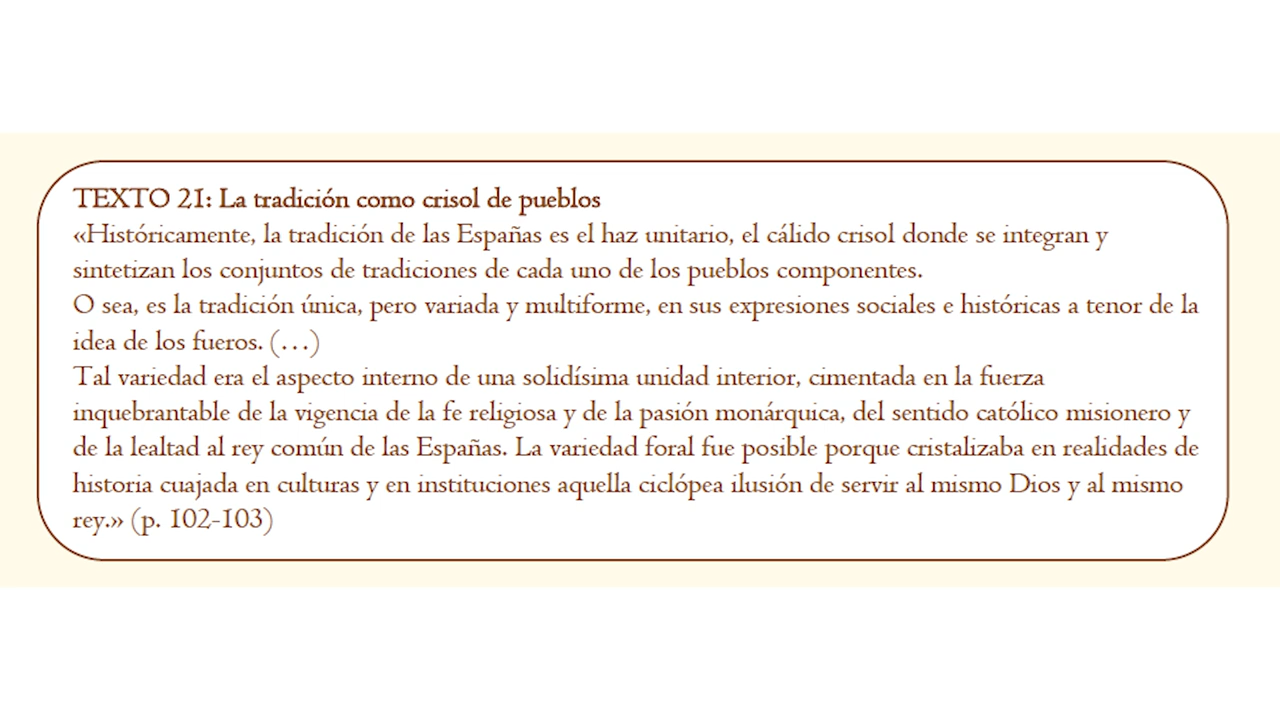 TEXTO 21: La tradición como crisol de pueblos
«Históricamente, la tradición de las Españas es el haz unitario, el cálido crisol donde se integran y
sintetizan los conjuntos de tradiciones de cada uno de los pueblos componentes.
O sea, es la tradición única, pero variada y multiforme, en sus expresiones sociales e históricas a tenor de la
idea de los fueros. (…)
Tal variedad era el aspecto interno de una solidísima unidad interior, cimentada en la fuerza
inquebrantable de la vigencia de la fe religiosa y de la pasión monárquica, del sentido católico misionero y
de la lealtad al rey común de las Españas. La variedad foral fue posible porque cristalizaba en realidades de
historia cuajada en culturas y en instituciones aquella ciclópea ilusión de servir al mismo Dios y al mismo
rey.» (p. 102-103)